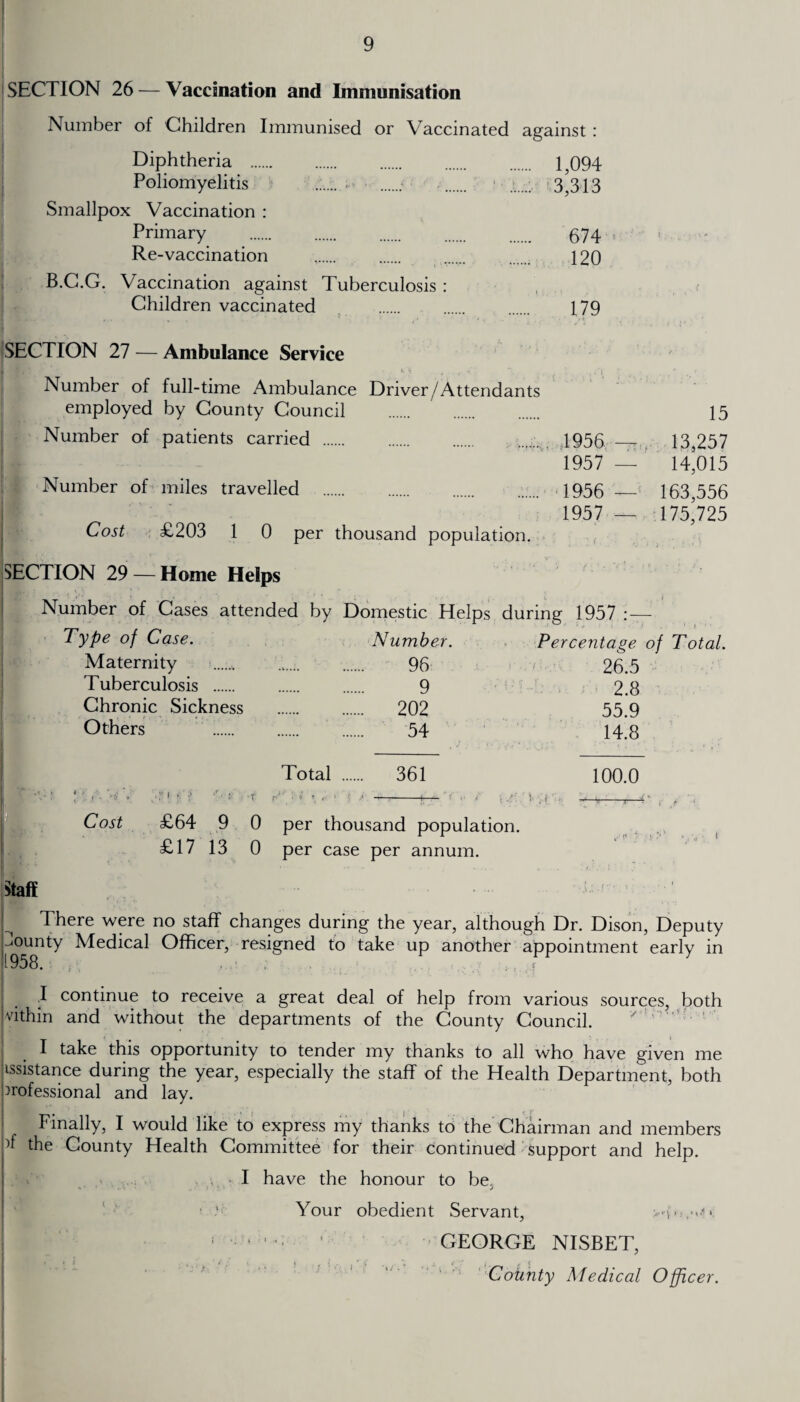 9
SECTION 26 — Vaccination and Immunisation
Number of Children Immunised or Vaccinated against :
Diphtheria ...... ...... ...... ...... ...... 1,094
Poliomyelitis ...... ...... ...... ...... 3,313
Smallpox Vaccination :
Primary ...... ...... ...... ...... ...... 674
Re-vaccination ...... ...... ...... ...... 120
B.C.G. Vaccination against Tuberculosis :
Children vaccinated ...... ...... ...... 179
SECTION 27 — Ambulance Service
Number of full-time Ambulance Driver/Attendants
employed by County Council ...... ...... ...... 15
Number of patients carried ...... ...... ...... ...... 1956 — 13,257
1957 — 14,015
Number of miles travelled ...... ...... ...... ...... 1956 — 163,556
1957 — 175,725
Cost £203 1 0 per thousand population.
SECTION 29 — Home Helps
Number of Cases attended by Domestic Helps during 1957 :—
Type of Case. Number. Percentage of Total.
Maternity ...... ...... ...... 96 26.5
Tuberculosis ...... ...... ...... 9 2.8
Chronic Sickness ...... ...... 202 55.9
Others ...... ...... ...... 54 14.8
Total ...... 361 100.0
Cost £64 9 0 per thousand population.
£17 13 0 per case per annum.
Staff
There were no staff changes during the year, although Dr. Dison, Deputy
County Medical Officer, resigned to take up another appointment early in
1958.
I continue to receive a great deal of help from various sources, both
within and without the departments of the County Council.
I take this opportunity to tender my thanks to all who have given me
assistance during the year, especially the staff of the Health Department, both
professional and lay.
Finally, I would like to express my thanks to the Chairman and members
of the County Health Committee for their continued support and help.
I have the honour to be,
Your obedient Servant,
GEORGE NISBET,
County Medical Officer.